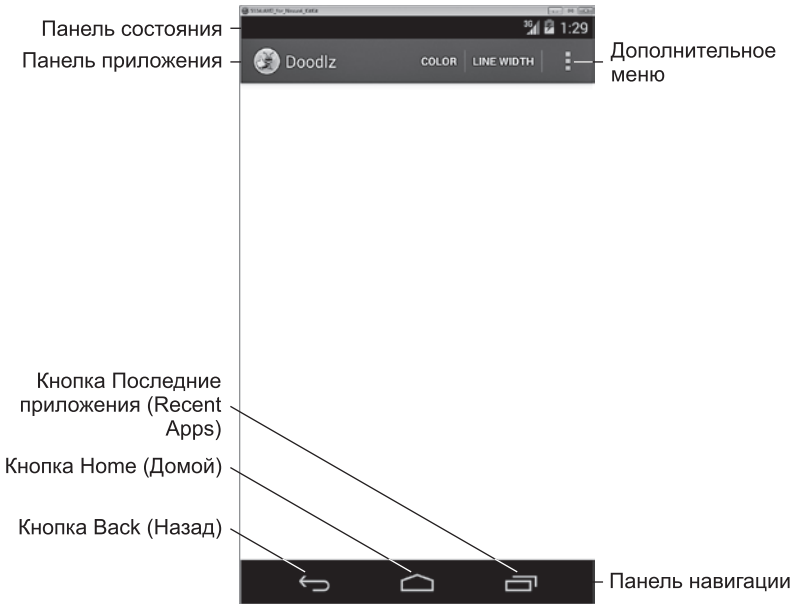 Панель состояния
3G 1:29
Панель приложения
Doodlz COLOR LINE WIDTH
Дополнительное
меню
Кнопка Последние
приложения (Recent
Apps)
Кнопка Home (Домой)
Кнопка Back (Назад)
Панель навигации